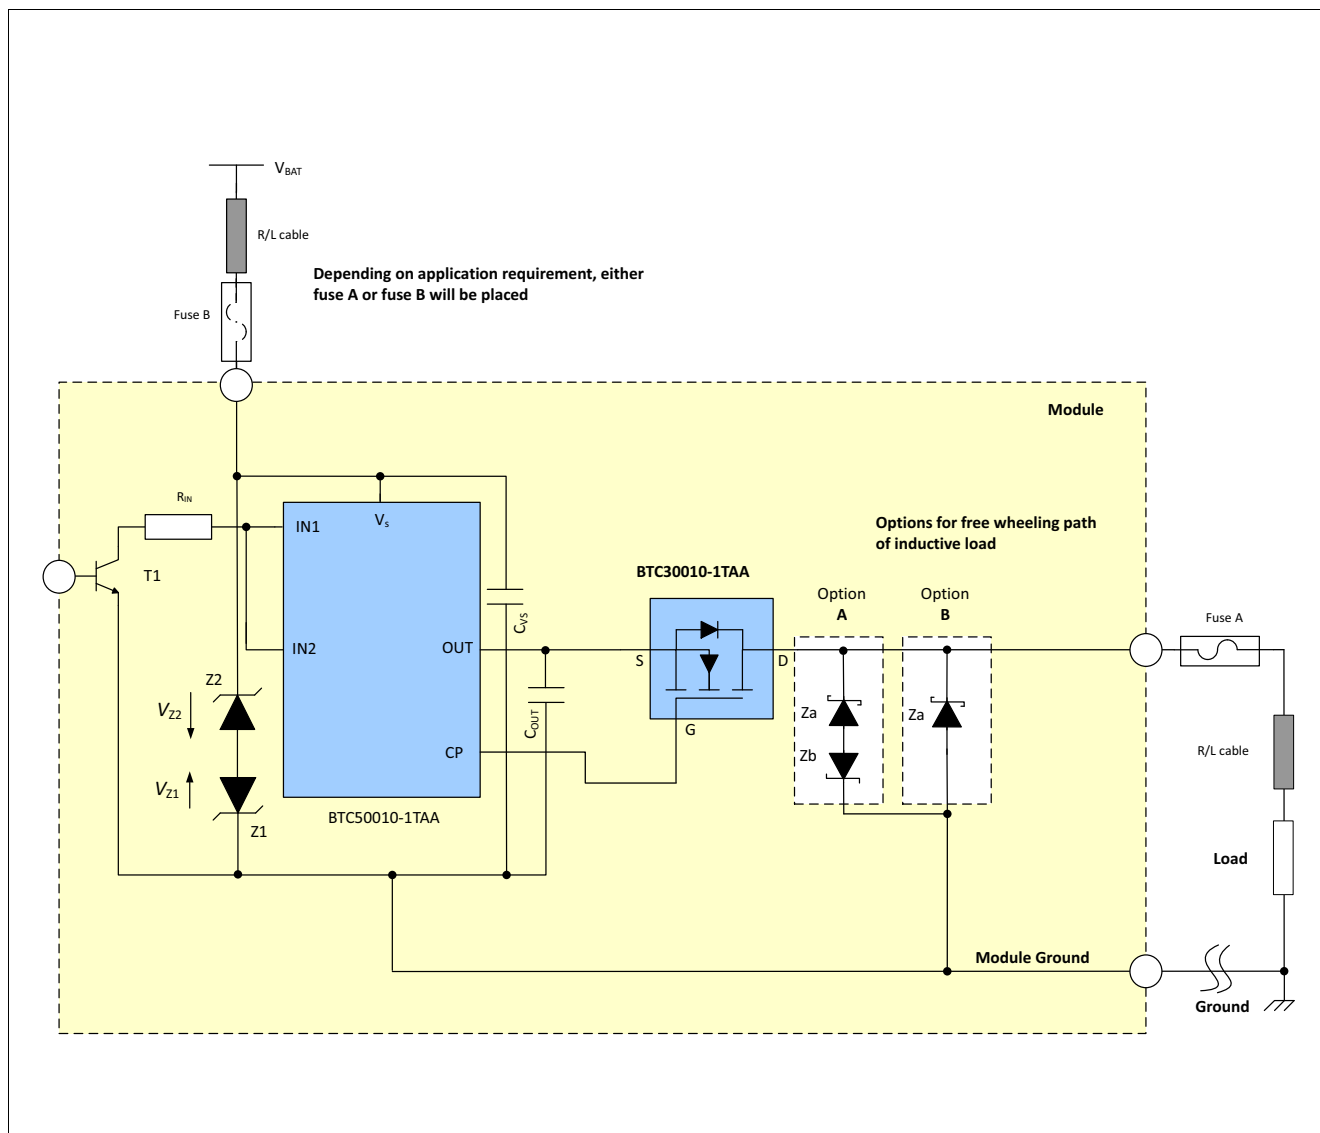 VBAT
R/L cable
Depending on application requirement, either
fuse A or fuse B will be placed
Fuse B
Module
RIN
IN1
Vs
Options for free wheeling path
of inductive load
T1
BTC30010-1TAA
Option
A
Option
B
CVS
Fuse A
IN2
OUT
S
D
Z2
VZ2
COUT
Za
Za
G
CP
Zb
R/L cable
VZ1
BTC50010-1TAA
Z1
Load
Module Ground
Ground